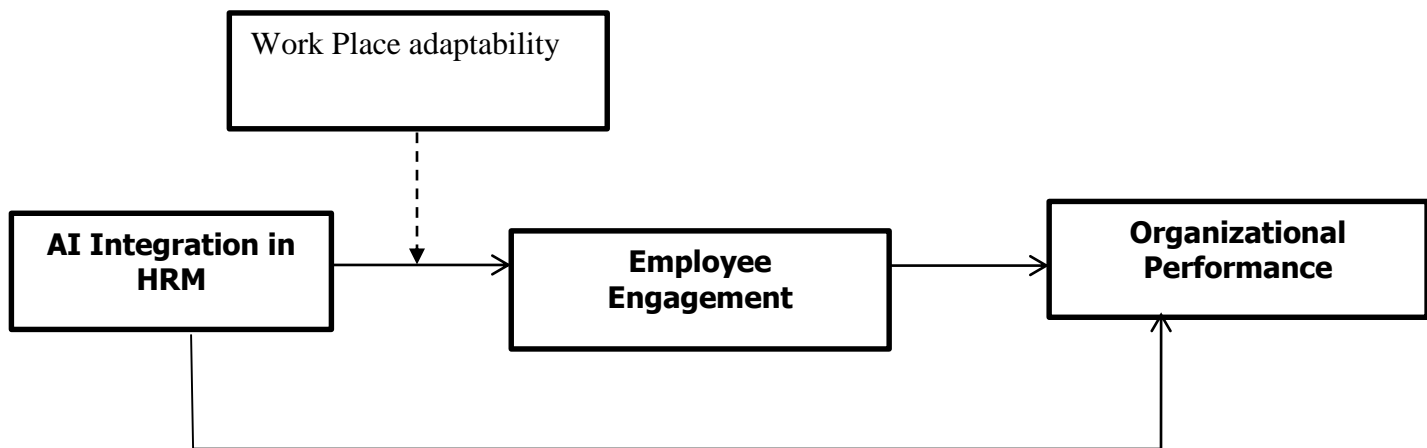 Work Place adaptability
AI Integration in
HRM
Employee
Engagement
Organizational
Performance